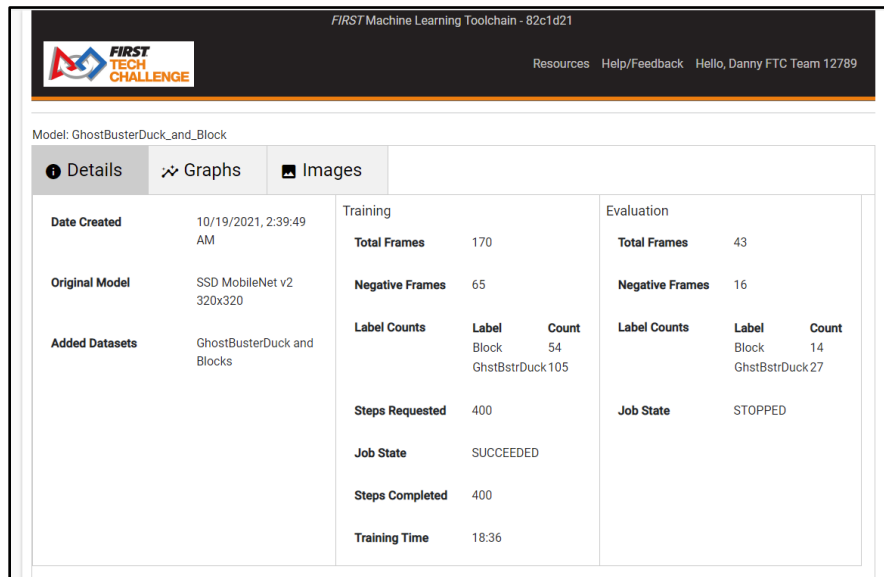 FIRST Machine Learning Toolchain - 82c1d21
FIRST
TECH
CHALLENGE
Resources Help/Feedback Hello, Danny FTC Team 12789
Model: GhostBusterDuck_and_Block
Details Graphs Images
Date Created 10/19/2021, 2:39:49
AM
Original Model SSD MobileNet v2
320x320
Added Datasets GhostBusterDuck and
Blocks
Training
Total Frames 170
Negative Frames 65
Label Counts Label Count
Block 54
GhstBstrDuck 105
Steps Requested 400
Job State SUCCEEDED
Steps Completed 400
Training Time 18:36
Evaluation
Total Frames 43
Negative Frames 16
Label Counts Label Count
Block 14
GhstBstrDuck 27
Job State STOPPED